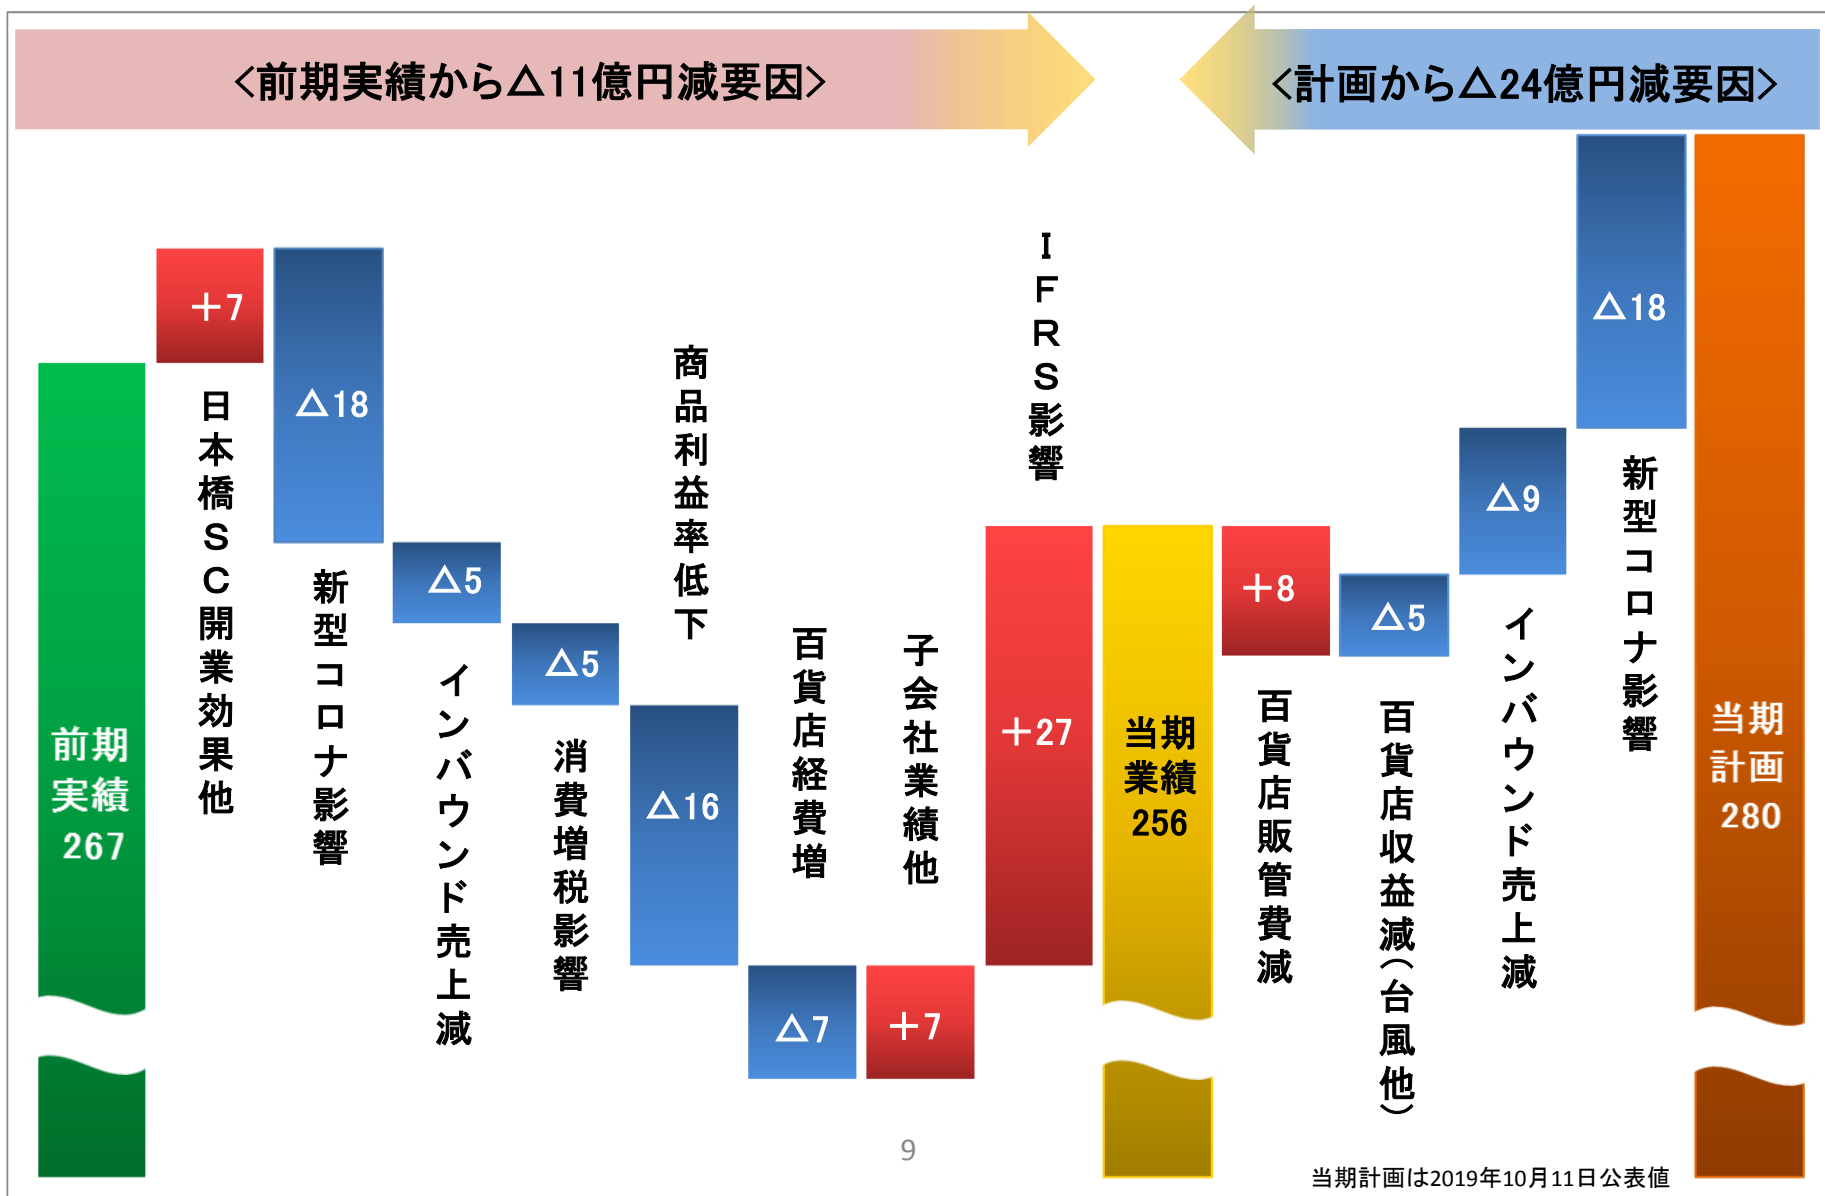 <前期実績から△11億円減要因>
<計画から△24億円減要因>
前期
実績
267
+7
日本橋SC開業効果他
△18
新型コロナ影響
△5
インバウンド売上減
△5
消費増税影響
商品利益率低下
△16
百貨店経費増
△7
子会社業績他
+7
IFRS影響
+27
当期
業績
256
+8
百貨店販管費減
△5
百貨店収益減(台風他)
△9
インバウンド売上減
△18
新型コロナ影響
当期
計画
280
9
当期計画は2019年10月11日公表値